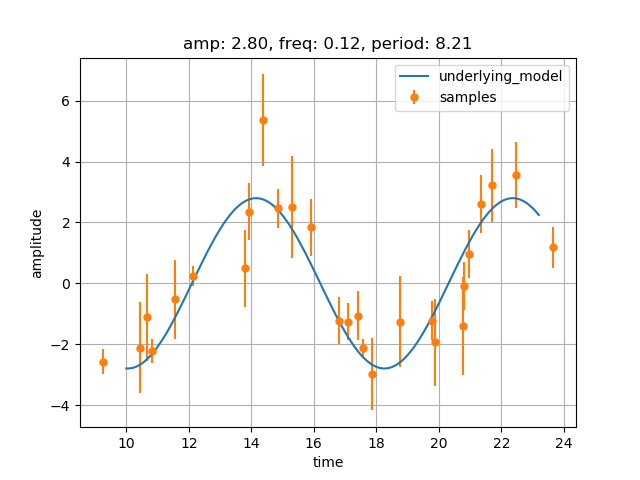 amp: 2.80, freq: 0.12, period: 8.21
underlying_model
samples
amplitude
6
4
2
0
−2
−4
10 12 14 16 18 20 22 24
time